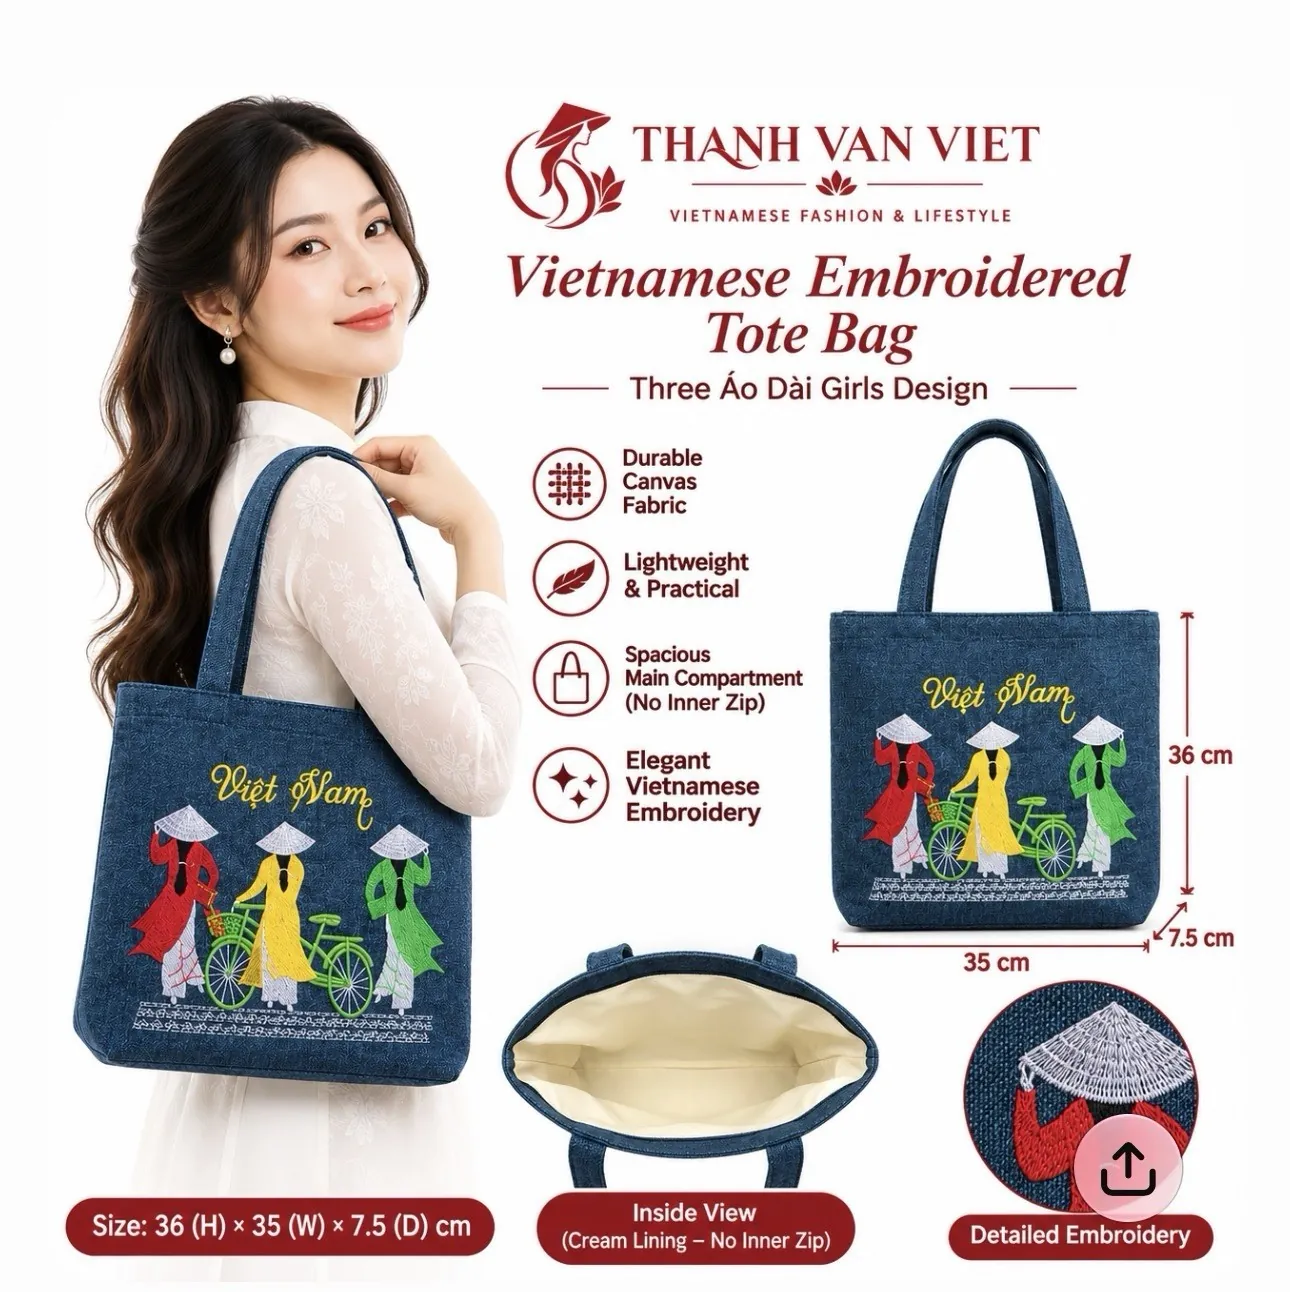 THANH VAN VIET
VIETNAMESE FASHION & LIFESTYLE
Vietnamese Embroidered
Tote Bag
Three Áo Dài Girls Design
Durable
Canvas
Fabric
Lightweight
& Practical
Spacious
Main Compartment
(No Inner Zip)
Elegant
Vietnamese
Embroidery
Việt Nam
Việt Nam
36 cm
7.5 cm
35 cm
Size: 36 (H) × 35 (W) × 7.5 (D) cm
Inside View
(Cream Lining – No Inner Zip)
Detailed Embroidery